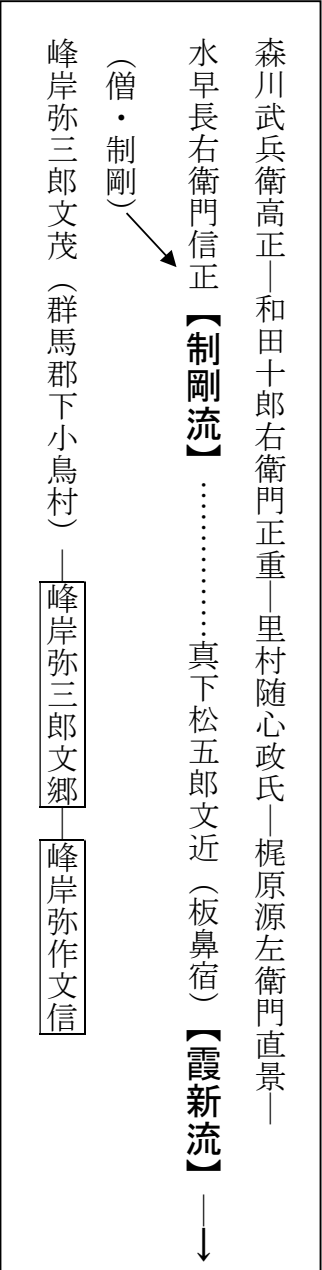 森川武兵衛高正―和田十郎右衛門正重―里村随心政氏―梶原源左衛門直景―
水早長右衛門信正【制剛流】……………真下松五郎文近（板鼻宿）【霞新流】―→
（僧・制剛）
峰岸弥三郎文茂（群馬郡下小鳥村）―峰岸弥三郎文郷―峰岸弥作文信